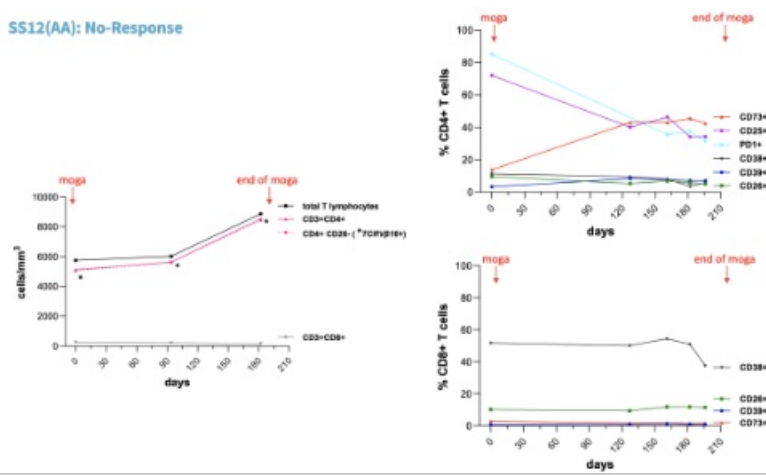 SS12(AA): No-Response
moga
end of moga
10000
8000
6000
4000
2000
0
cells/mm³
0 30 60 90 120 150 180 210
days
total T lymphocytes
CD3+CD4+
CD4+ CD26- (
CD3+CD8+
moga
end of moga
100
80
60
40
20
0
% CD4+ T cells
0 30 60 90 120 150 180 210
days
CD73+
CD25+
PD1+
CD38+
CD39+
CD26+
moga
end of moga
100
80
60
40
20
0
% CD8+ T cells
0 30 60 90 120 150 180 210
days
CD38+
CD26+
CD39+
CD73+